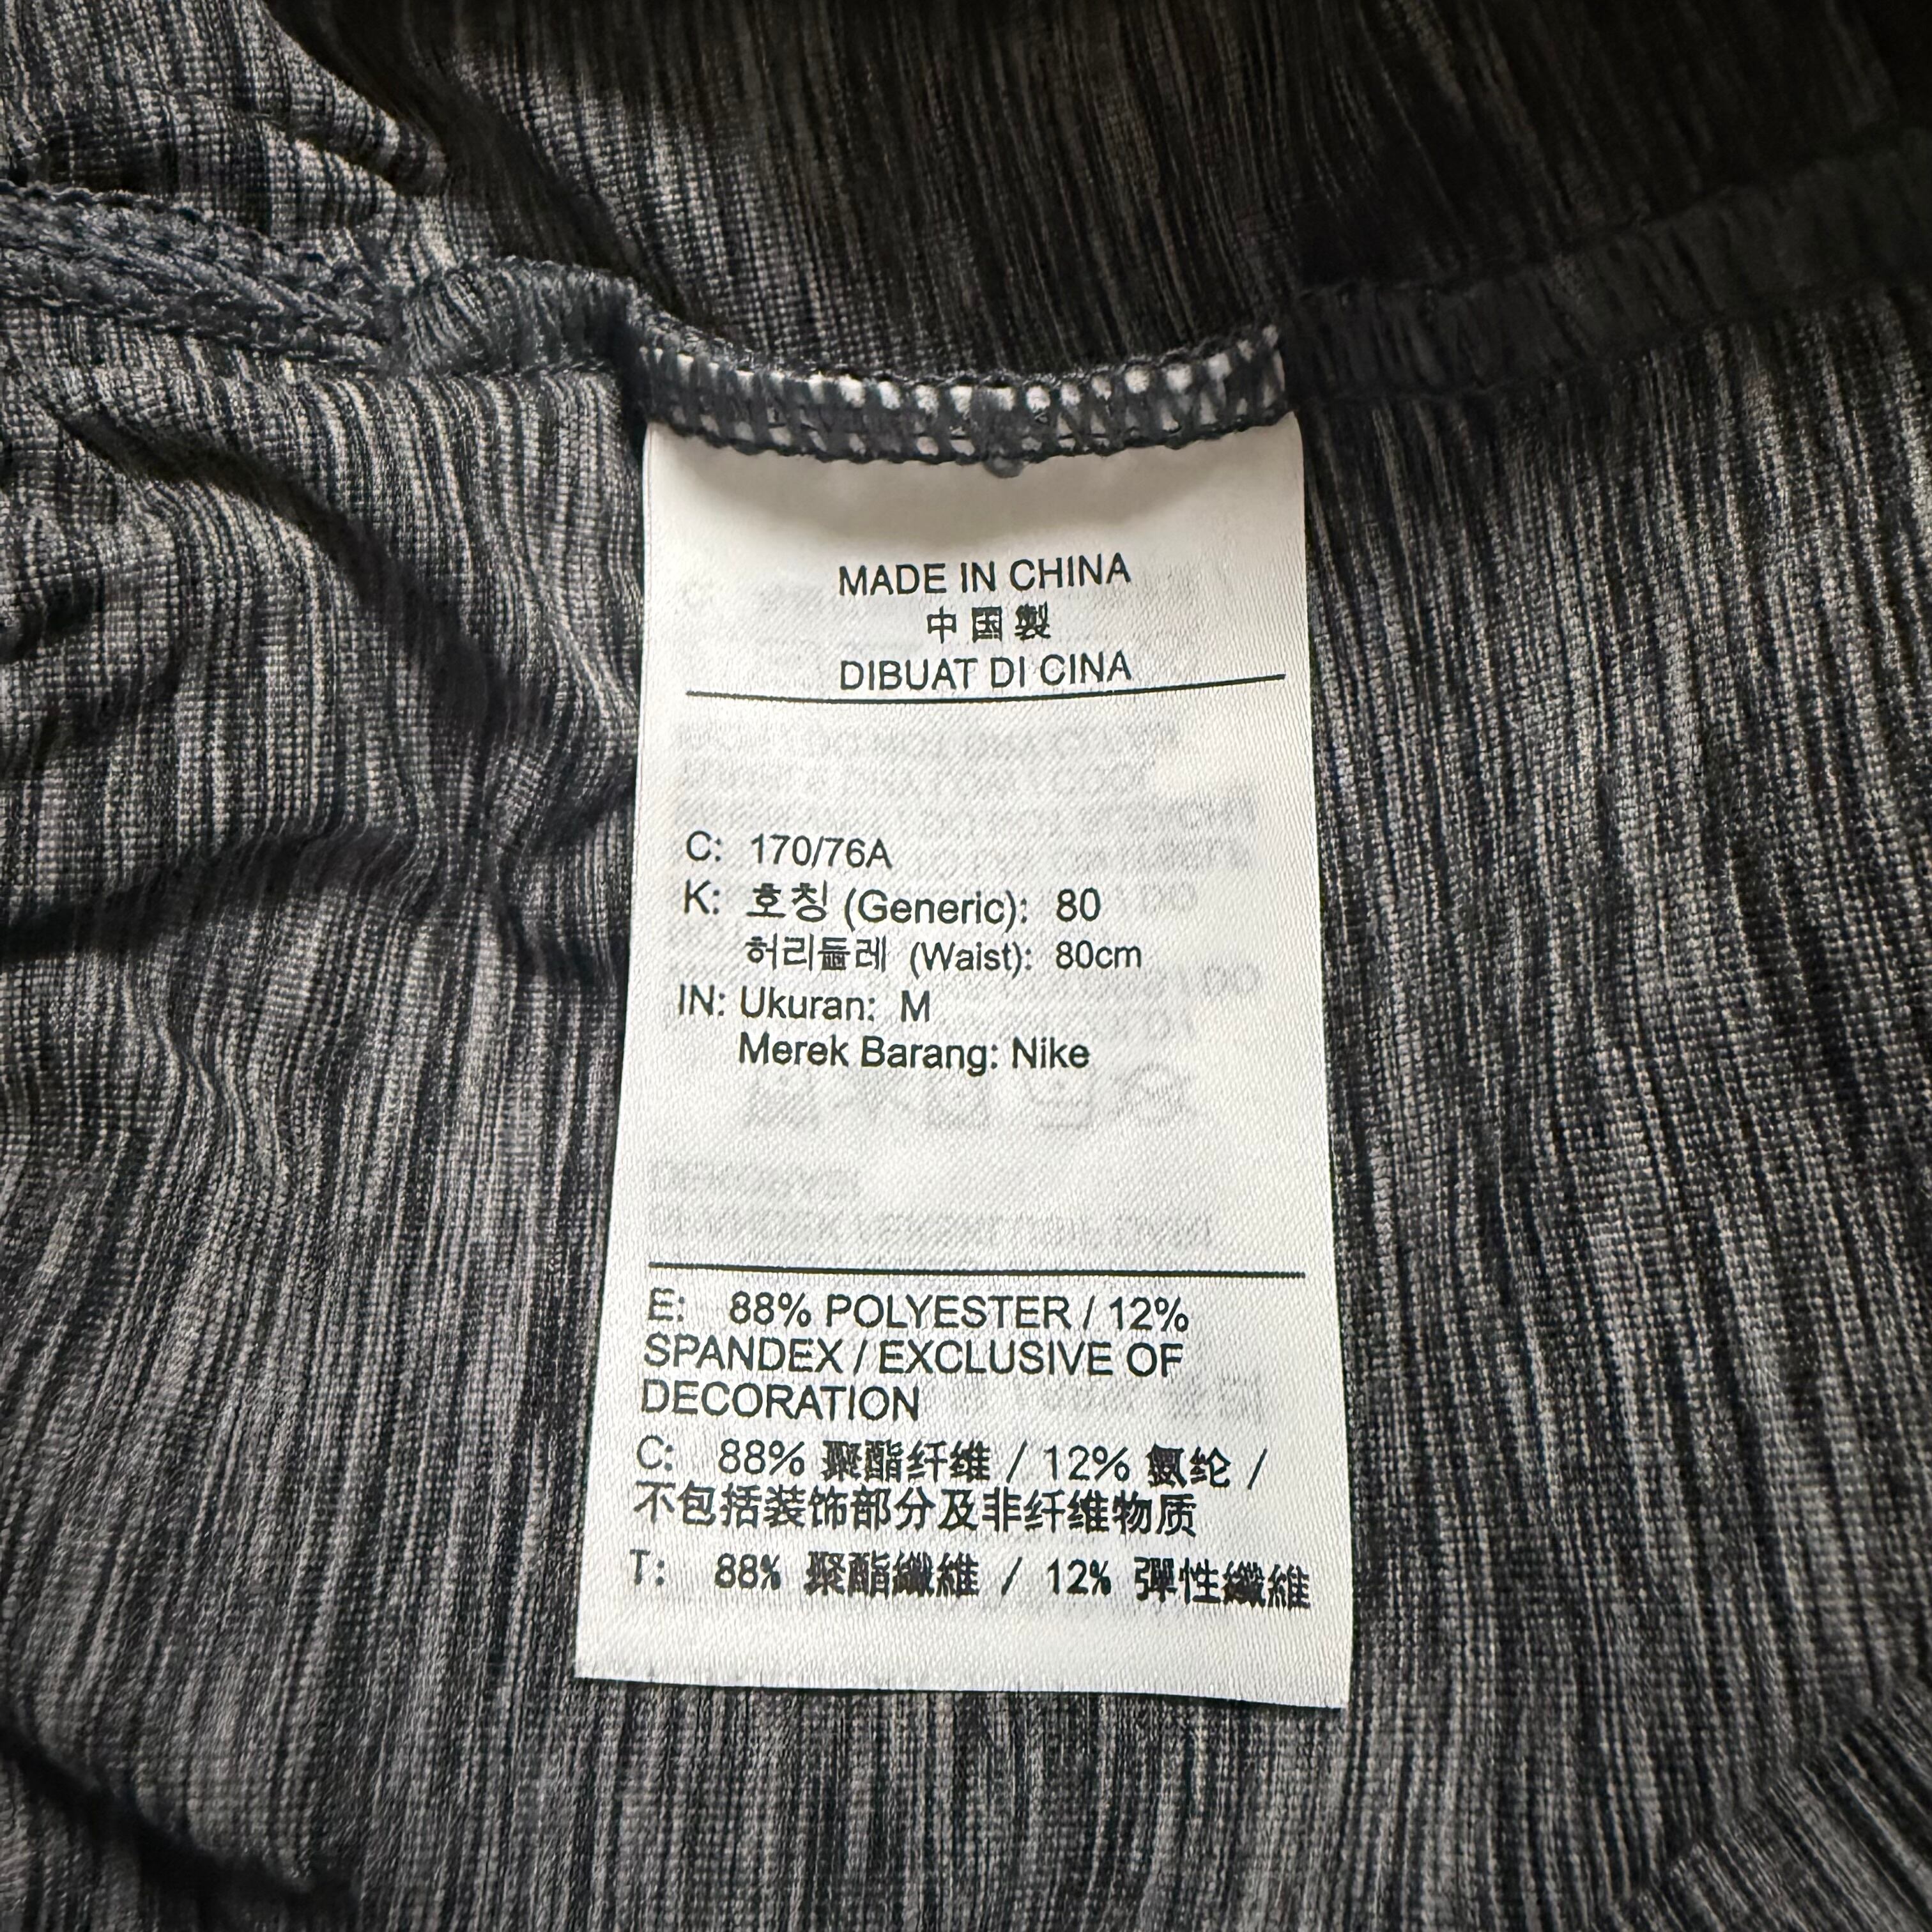 MADE IN CHINA
中国製
DIBUAT DI CINA
C: 170/76A
K: 호칭 (Generic): 80
허리둘레 (Waist): 80cm
IN: Ukuran: M
Merek Barang: Nike
E: 88% POLYESTER / 12%
SPANDEX / EXCLUSIVE OF
DECORATION
C: 88% 聚酯纤维 / 12% 氨纶 /
不包括装饰部分及非纤维物质
T: 88% 聚酯纖維 / 12% 彈性纖維